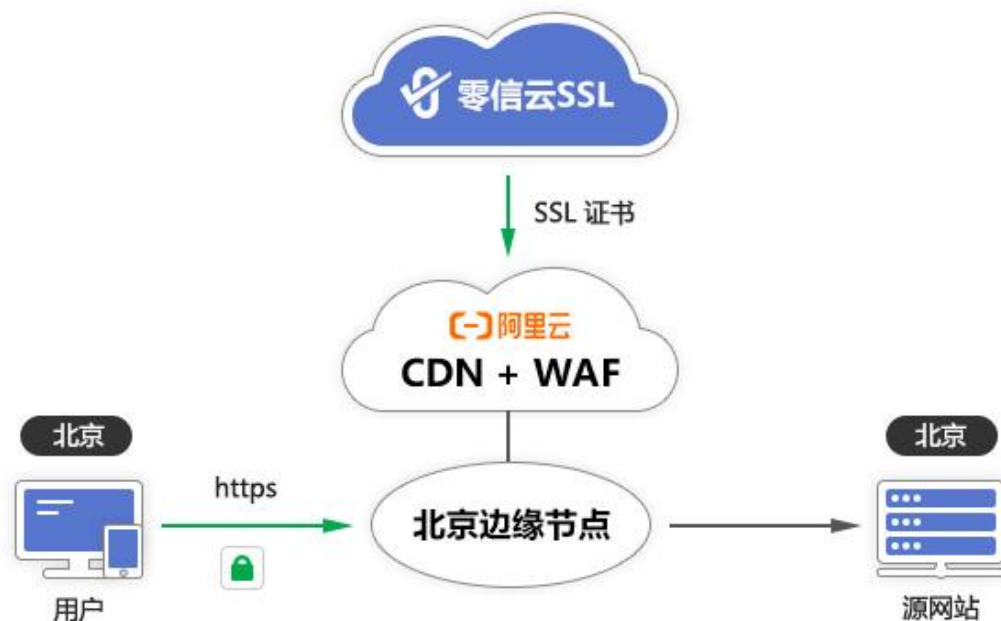 零信云SSL
SSL 证书
阿里云
CDN + WAF
北京
北京
https
北京边缘节点
用户
源网站